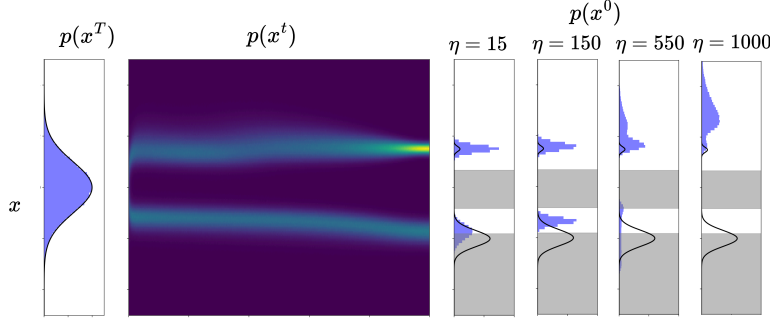 p(x^0)
p(x^T)
p(x^t)
η = 15
η = 150
η = 550
η = 1000
x